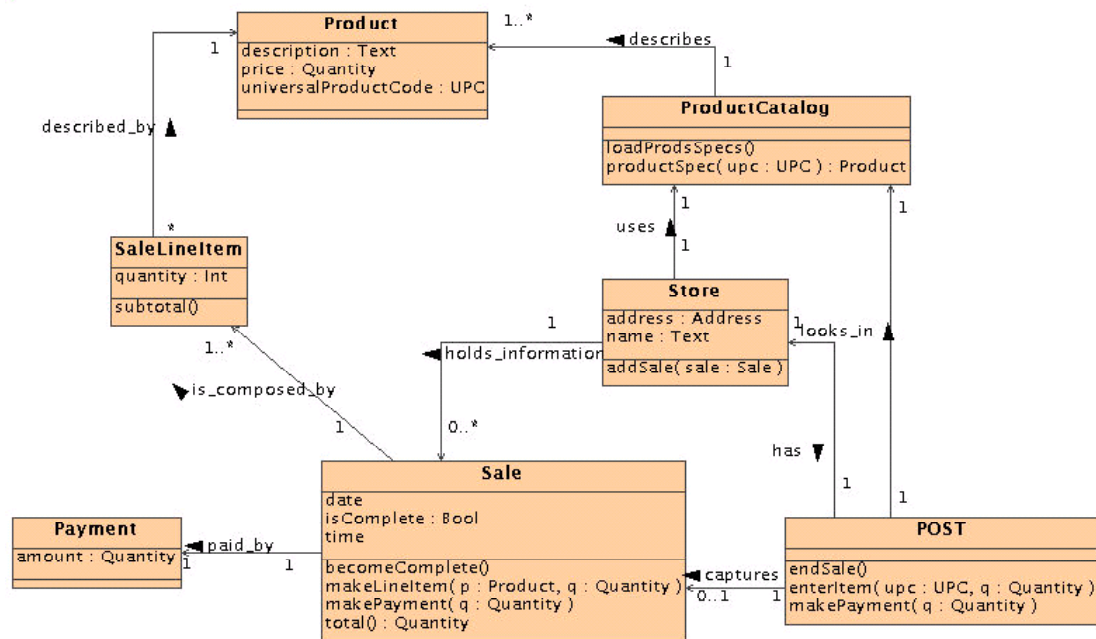 Product
description : Text
price : Quantity
universalProductCode : UPC
1
1..*
describes
1
ProductCatalog
loadProdsSpecs()
productSpec( upc : UPC ) : Product
described_by
*
SaleLineItem
quantity : Int
subtotal()
1..*
is_composed_by
1
1
uses
1
1
Store
address : Address
name : Text
addSale( sale : Sale )
1
holds_information
0..*
1
looks_in
has
1
1
Sale
date
isComplete : Bool
time
becomeComplete()
makeLineItem( p : Product, q : Quantity )
makePayment( q : Quantity )
total() : Quantity
Payment
amount : Quantity
paid_by
1
1
captures
0..1
1
POST
endSale()
enterItem( upc : UPC, q : Quantity )
makePayment( q : Quantity )